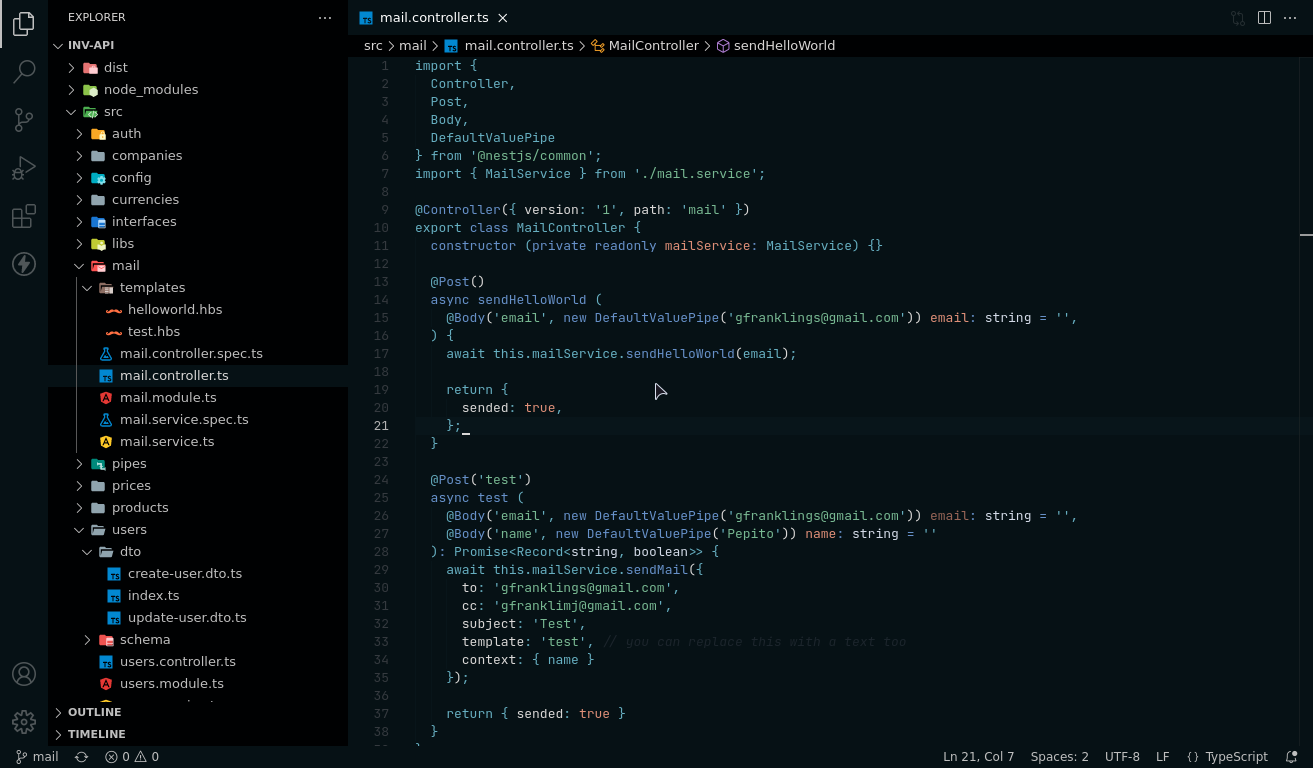 EXPLORER
INV-API
dist
node_modules
src
auth
companies
config
currencies
interfaces
libs
mail
templates
helloworld.hbs
test.hbs
mail.controller.spec.ts
mail.controller.ts
mail.module.ts
mail.service.spec.ts
mail.service.ts
pipes
prices
products
users
dto
create-user.dto.ts
index.ts
update-user.dto.ts
schema
users.controller.ts
users.module.ts
OUTLINE
TIMELINE
mail.controller.ts
src > mail > mail.controller.ts > MailController > sendHelloWorld
1 import {
2 Controller,
3 Post,
4 Body,
5 DefaultValuePipe
6 } from '@nestjs/common';
7 import { MailService } from './mail.service';
8
9 @Controller({ version: '1', path: 'mail' })
10 export class MailController {
11 constructor (private readonly mailService: MailService) {}
12
13 @Post()
14 async sendHelloWorld (
15 @Body('email', new DefaultValuePipe('gfranklings@gmail.com')) email: string = '',
16 ) {
17 await this.mailService.sendHelloWorld(email);
18
19 return {
20 sended: true,
21 };
22 }
23
24 @Post('test')
25 async test (
26 @Body('email', new DefaultValuePipe('gfranklings@gmail.com')) email: string = '',
27 @Body('name', new DefaultValuePipe('Pepito')) name: string = ''
28 ): Promise<Record<string, boolean>> {
29 await this.mailService.sendMail({
30 to: 'gfranklings@gmail.com',
31 cc: 'gfranklimj@gmail.com',
32 subject: 'Test',
33 template: 'test', // you can replace this with a text too
34 context: { name }
35 });
36
37 return { sended: true }
38 }
mail 0 0 Ln 21, Col 7 Spaces: 2 UTF-8 LF {} TypeScript